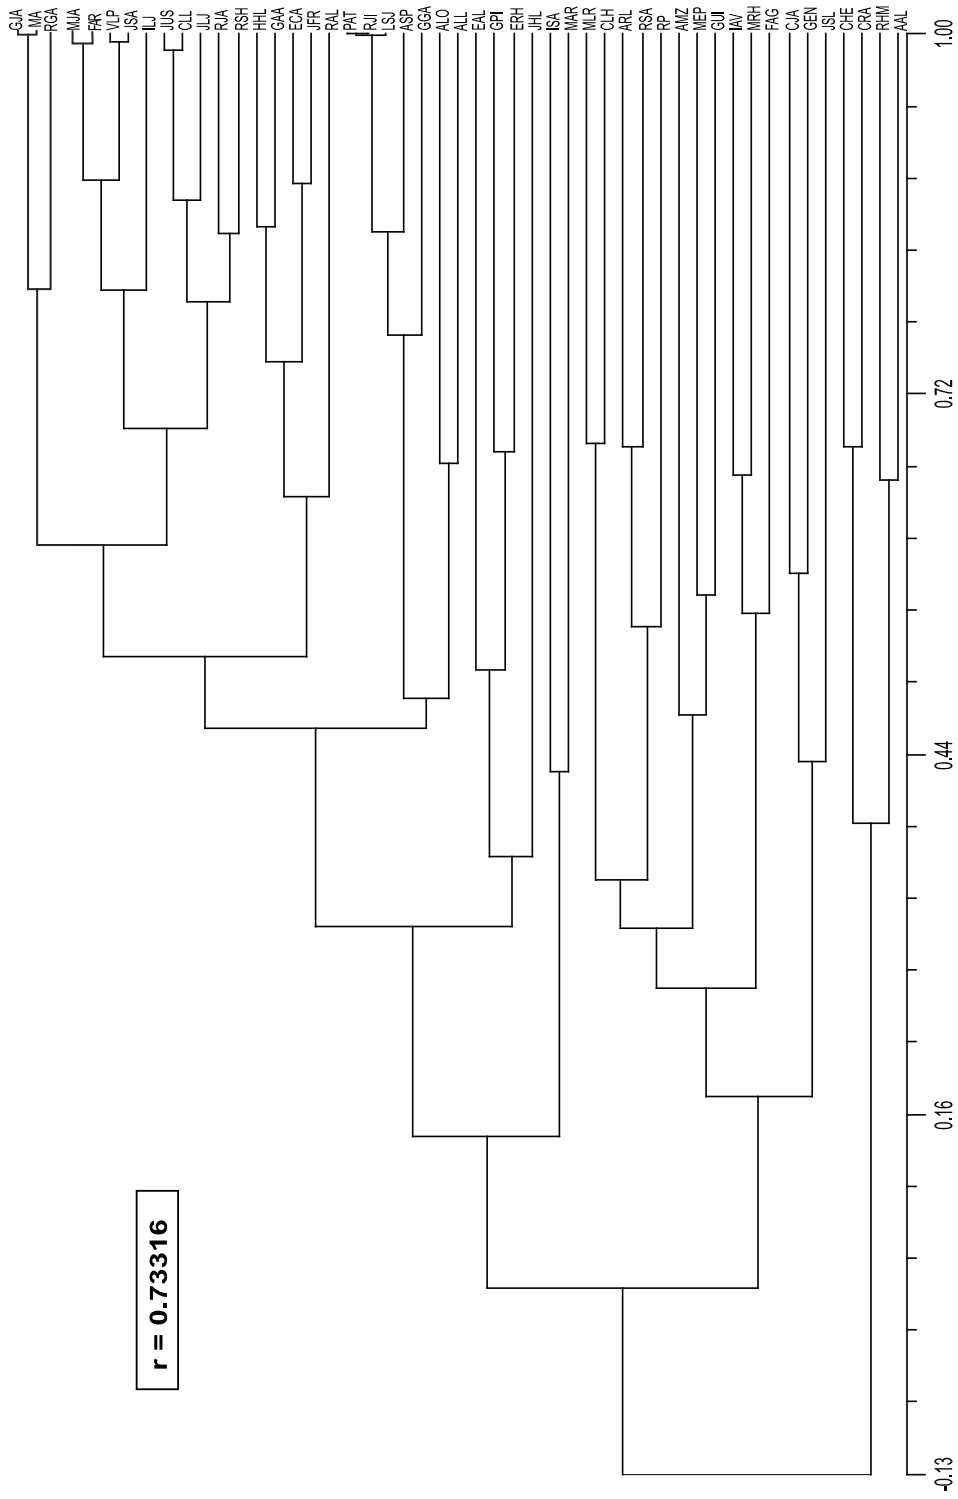 GJA
MA
RGA
MJA
FAR
VLP
JSA
ILJ
JUS
CLL
JLJ
RJA
RSH
HHL
GAA
ECA
JFR
RAL
PAT
RJI
LSJ
ASP
GGA
ALO
ALL
EAL
GPI
ERH
JHL
ISA
MAR
MLR
CLH
ARL
RSA
RP
AMZ
MEP
GUI
IAV
MRH
FAG
CJA
GEN
JSL
CHE
CRA
RHM
AAL
1.00
0.72
0.44
0.16
-0.13
r = 0.73316